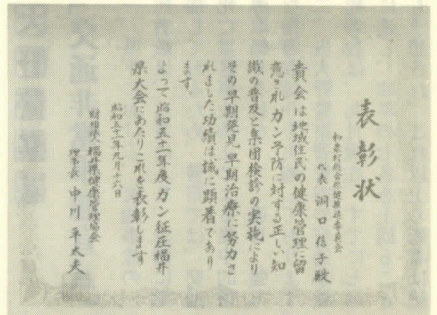 表彰状
和泉村総合保健推進委員会
代表 洞口信子殿
貴会は地域住民の健康管理に留
意されガン予防に対する正しい知
識の普及と集団検診の実施により
その早期発見早期治療に努力さ
れました功績は誠に顕著であり
ます
よって昭和五十一年度ガン征圧福井
県大会にあたりこれを表彰します
昭和五十一年九月十六日
財団法人福井県健康管理協会
理事長 中川平太夫